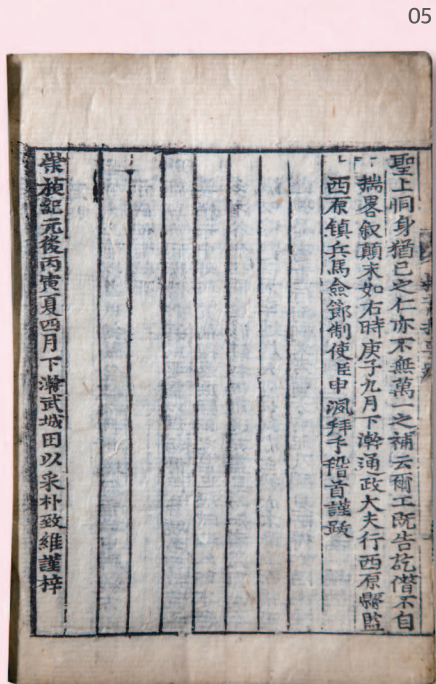 05
聖上恫身猶己之仁亦不無萬一之補云爾工旣告訖僭不自
揣畧叙顚末如右時庚子九月下澣通政大夫行西原縣監
西原鎭兵馬僉節制使臣申渢拜手稽首謹跋
崇禎紀元後丙寅夏四月下澣武城田以采朴致維謹梓